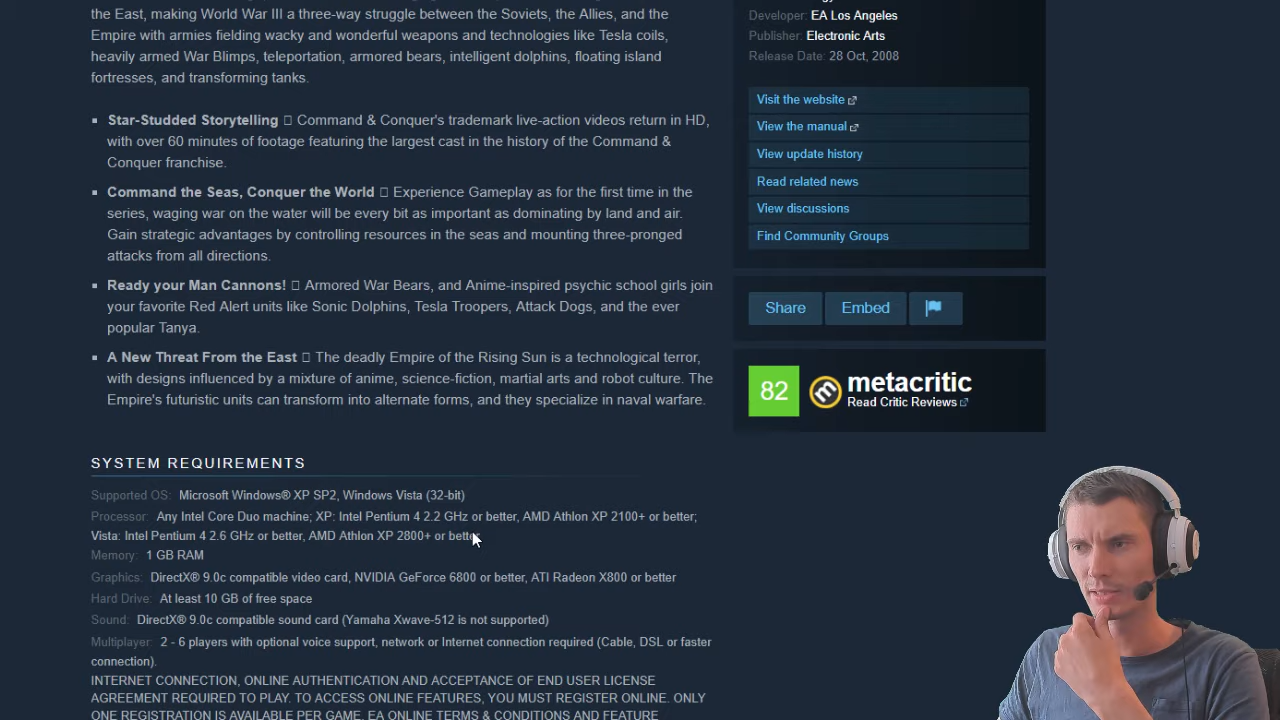 the East, making World War III a three-way struggle between the Soviets, the Allies, and the
Empire with armies fielding wacky and wonderful weapons and technologies like Tesla coils,
heavily armed War Blimps, teleportation, armored bears, intelligent dolphins, floating island
fortresses, and transforming tanks.
Star-Studded Storytelling Command & Conquer's trademark live-action videos return in HD,
with over 60 minutes of footage featuring the largest cast in the history of the Command &
Conquer franchise.
Command the Seas, Conquer the World Experience Gameplay as for the first time in the
series, waging war on the water will be every bit as important as dominating by land and air.
Gain strategic advantages by controlling resources in the seas and mounting three-pronged
attacks from all directions.
Ready your Man Cannons! Armored War Bears, and Anime-inspired psychic school girls join
your favorite Red Alert units like Sonic Dolphins, Tesla Troopers, Attack Dogs, and the ever
popular Tanya.
A New Threat From the East The deadly Empire of the Rising Sun is a technological terror,
with designs influenced by a mixture of anime, science-fiction, martial arts and robot culture. The
Empire's futuristic units can transform into alternate forms, and they specialize in naval warfare.
SYSTEM REQUIREMENTS
Supported OS: Microsoft Windows® XP SP2, Windows Vista (32-bit)
Processor: Any Intel Core Duo machine; XP: Intel Pentium 4 2.2 GHz or better, AMD Athlon XP 2100+ or better;
Vista: Intel Pentium 4 2.6 GHz or better, AMD Athlon XP 2800+ or better
Memory: 1 GB RAM
Graphics: DirectX® 9.0c compatible video card, NVIDIA GeForce 6800 or better, ATI Radeon X800 or better
Hard Drive: At least 10 GB of free space
Sound: DirectX® 9.0c compatible sound card (Yamaha Xwave-512 is not supported)
Multiplayer: 2 - 6 players with optional voice support, network or Internet connection required (Cable, DSL or faster
connection).
INTERNET CONNECTION, ONLINE AUTHENTICATION AND ACCEPTANCE OF END USER LICENSE
AGREEMENT REQUIRED TO PLAY. TO ACCESS ONLINE FEATURES, YOU MUST REGISTER ONLINE. ONLY
ONE REGISTRATION IS AVAILABLE PER GAME. EA ONLINE TERMS & CONDITIONS AND FEATURE
Developer: EA Los Angeles
Publisher: Electronic Arts
Release Date: 28 Oct, 2008
Visit the website
View the manual
View update history
Read related news
View discussions
Find Community Groups
Share Embed
82 metacritic
Read Critic Reviews